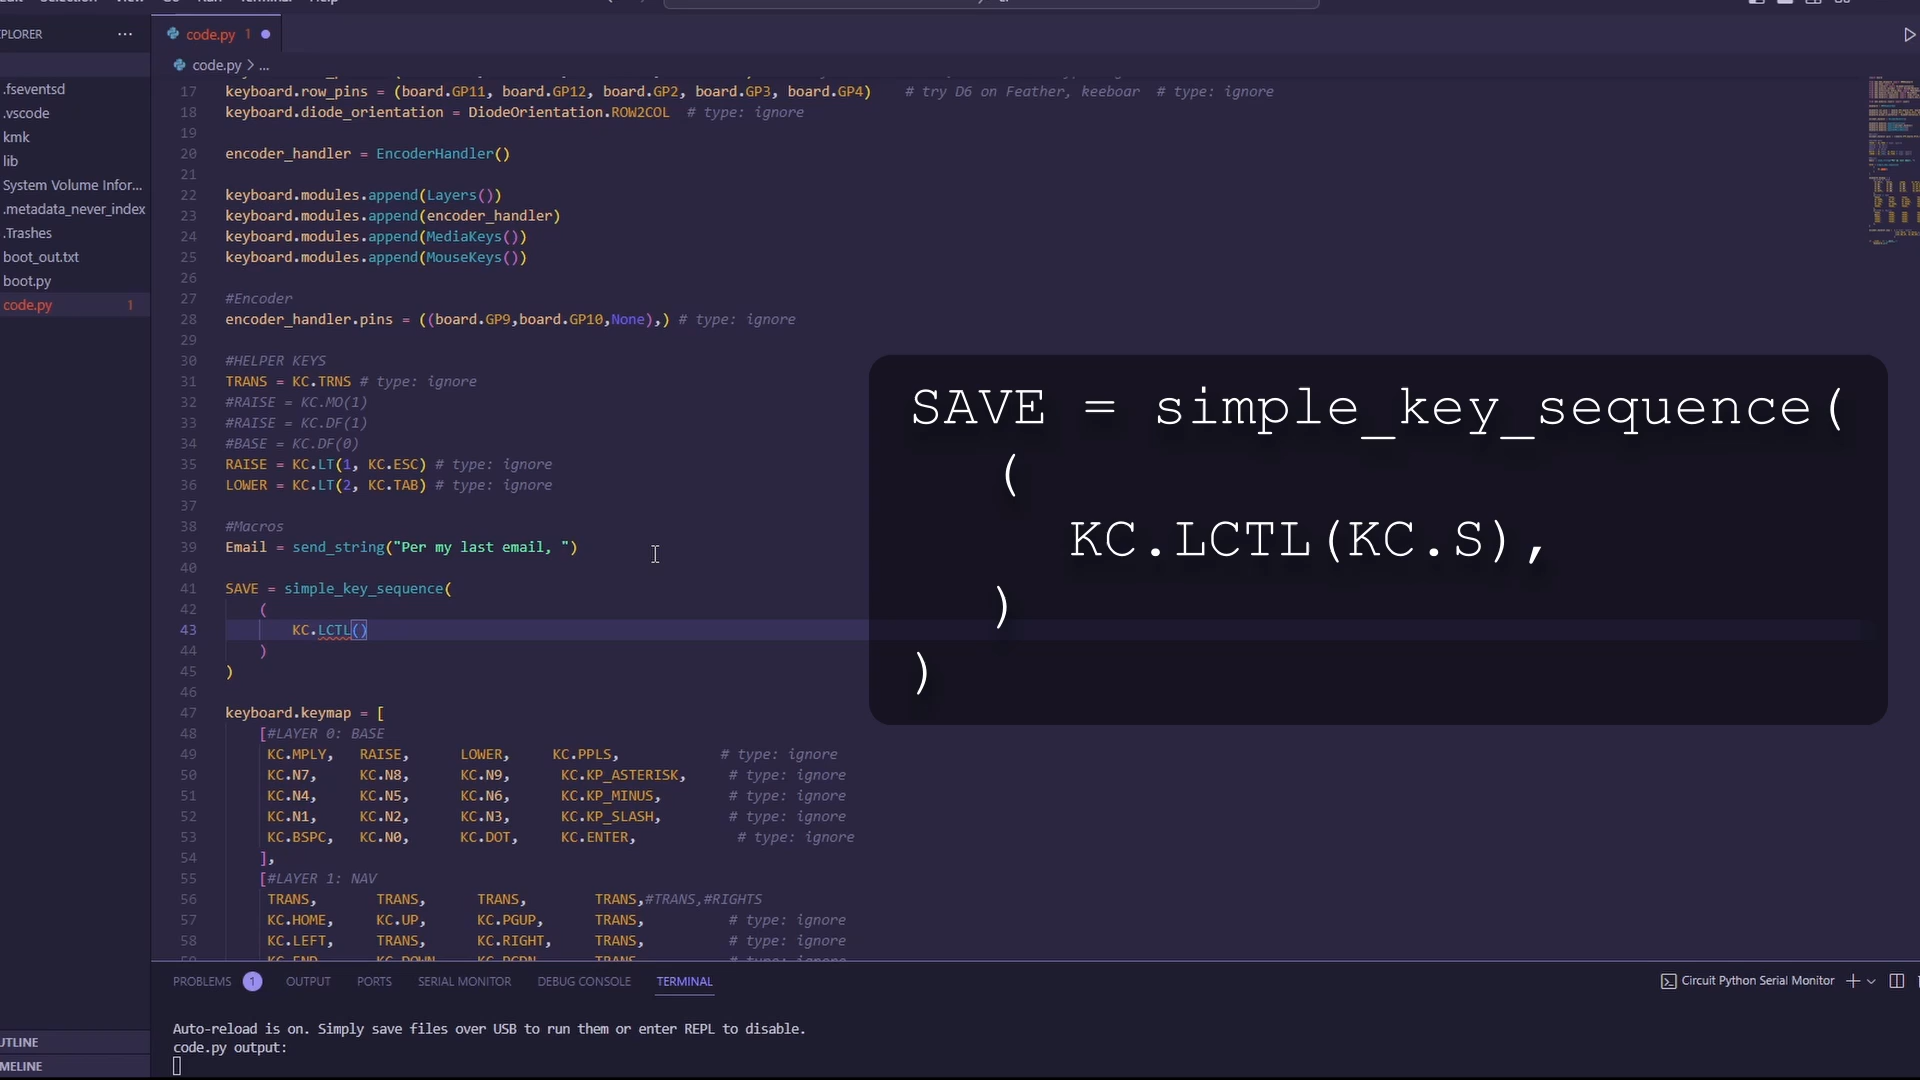 Selection View Go Run Terminal Help
PLORER ···
code.py 1
code.py > ...
.fseventsd
.vscode
kmk
lib
System Volume Infor...
.metadata_never_index
.Trashes
boot_out.txt
boot.py
code.py 1
17 keyboard.row_pins = (board.GP11, board.GP12, board.GP2, board.GP3, board.GP4) # try D6 on Feather, keeboar # type: ignore
18 keyboard.diode_orientation = DiodeOrientation.ROW2COL # type: ignore
19
20 encoder_handler = EncoderHandler()
21
22 keyboard.modules.append(Layers())
23 keyboard.modules.append(encoder_handler)
24 keyboard.modules.append(MediaKeys())
25 keyboard.modules.append(MouseKeys())
26
27 #Encoder
28 encoder_handler.pins = ((board.GP9,board.GP10,None),) # type: ignore
29
30 #HELPER KEYS
31 TRANS = KC.TRNS # type: ignore
32 #RAISE = KC.MO(1)
33 #RAISE = KC.DF(1)
34 #BASE = KC.DF(0)
35 RAISE = KC.LT(1, KC.ESC) # type: ignore
36 LOWER = KC.LT(2, KC.TAB) # type: ignore
37
38 #Macros
39 Email = send_string("Per my last email, ")
40
41 SAVE = simple_key_sequence(
42 (
43 KC.LCTL()
44 )
45 )
46
47 keyboard.keymap = [
48 [#LAYER 0: BASE
49 KC.MPLY, RAISE, LOWER, KC.PPLS, # type: ignore
50 KC.N7, KC.N8, KC.N9, KC.KP_ASTERISK, # type: ignore
51 KC.N4, KC.N5, KC.N6, KC.KP_MINUS, # type: ignore
52 KC.N1, KC.N2, KC.N3, KC.KP_SLASH, # type: ignore
53 KC.BSPC, KC.N0, KC.DOT, KC.ENTER, # type: ignore
54 ],
55 [#LAYER 1: NAV
56 TRANS, TRANS, TRANS, TRANS,#TRANS,#RIGHTS
57 KC.HOME, KC.UP, KC.PGUP, TRANS, # type: ignore
58 KC.LEFT, TRANS, KC.RIGHT, TRANS, # type: ignore
SAVE = simple_key_sequence(
(
KC.LCTL(KC.S),
)
)
PROBLEMS 1 OUTPUT PORTS SERIAL MONITOR DEBUG CONSOLE TERMINAL
Circuit Python Serial Monitor
Auto-reload is on. Simply save files over USB to run them or enter REPL to disable.
code.py output:
UTLINE
MELINE